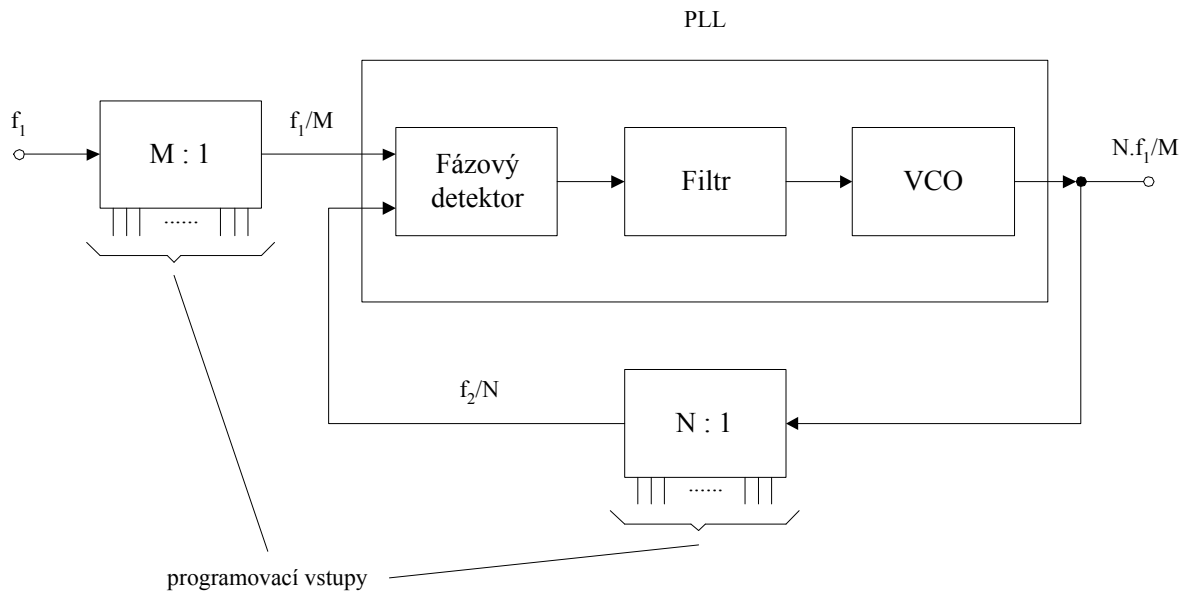 PLL
f₁
M : 1
f₁/M
Fázový
detektor
Filtr
VCO
N.f₁/M
......
f₂/N
N : 1
......
programovací vstupy